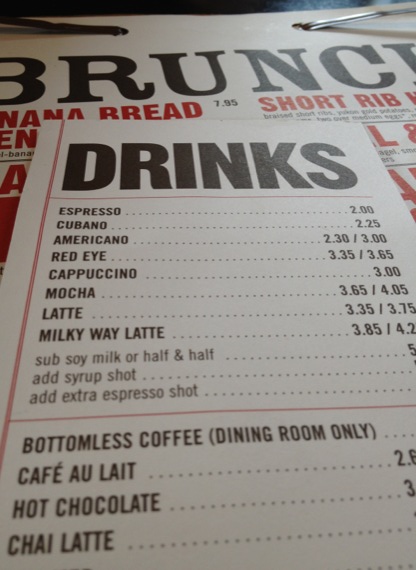 BRUNCH
NANA BREAD 7.95 SHORT RIB
DRINKS
ESPRESSO 2.00
CUBANO 2.25
AMERICANO 2.30 / 3.00
RED EYE 3.35 / 3.65
CAPPUCCINO 3.00
MOCHA 3.65 / 4.05
LATTE 3.35 / 3.75
MILKY WAY LATTE 3.85 / 4.2
sub soy milk or half & half
add syrup shot
add extra espresso shot
BOTTOMLESS COFFEE (DINING ROOM ONLY)
CAFÉ AU LAIT 2.6
HOT CHOCOLATE 3.
CHAI LATTE